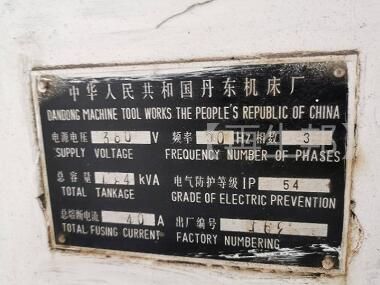 中华人民共和国丹东机床厂
DANDONG MACHINE TOOL WORKS THE PEOPLE'S REPUBLIC OF CHINA
电源电压 380 V 频率 Hz 相数 3
SUPPLY VOLTAGE FREQUENCY NUMBER OF PHASES
总容量 kVA 电气防护等级 IP 54
TOTAL TANKAGE GRADE OF ELECTRIC PREVENTION
总熔断电流 40 A 出厂编号
TOTAL FUSING CURRENT FACTORY NUMBERING